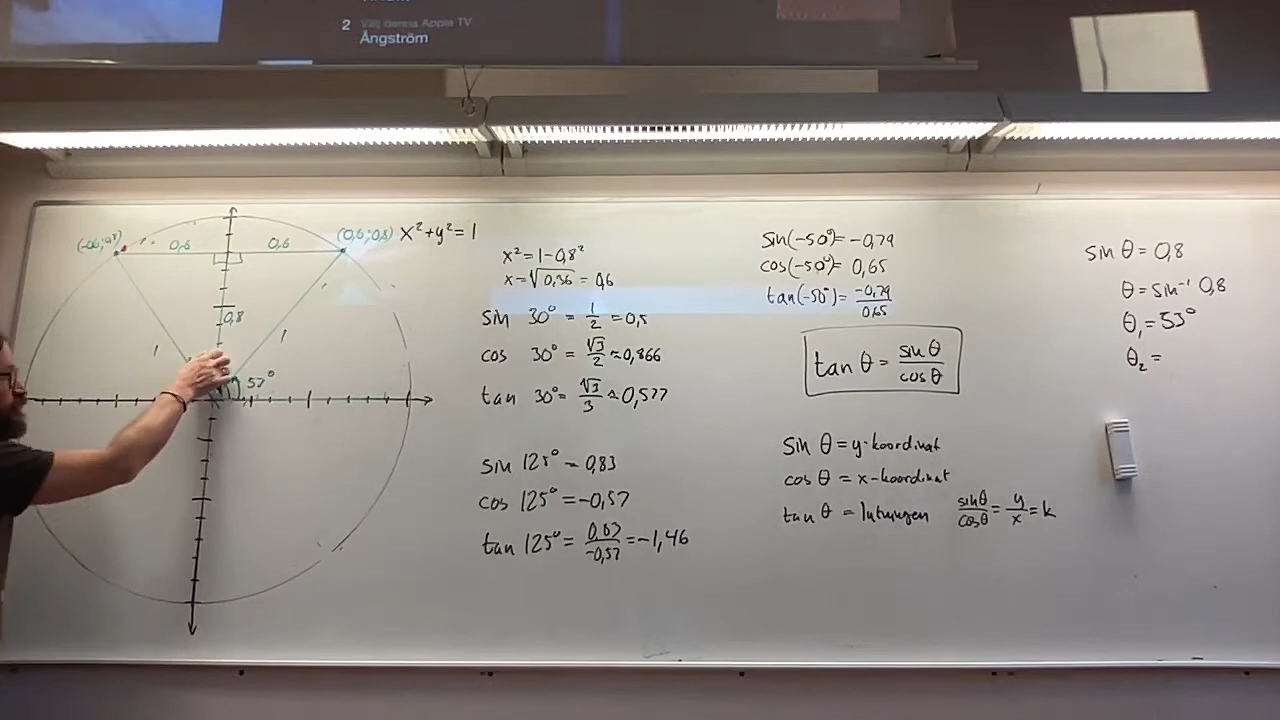 2 Välj denna Apple TV
Ångström
(-0,6;0,8)
0,6
0,6
(0,6;0,8)
x²+y²=1
0,8
1
1
53°
x² = 1-0,8²
x = √0,36 = 0,6
sin 30° = 1/2 = 0,5
cos 30° = √3/2 ≈ 0,866
tan 30° = √3/3 ≈ 0,577
sin 125° = 0,83
cos 125° = -0,57
tan 125° = 0,83/-0,57 = -1,46
sin(-50°) = -0,79
cos(-50°) = 0,65
tan(-50°) = -0,79/0,65
tan θ = sin θ/cos θ
sin θ = y-koordinat
cos θ = x-koordinat
tan θ = lutningen sinθ/cosθ = y/x = k
sin θ = 0,8
θ = sin⁻¹ 0,8
θ₁ = 53°
θ₂ =